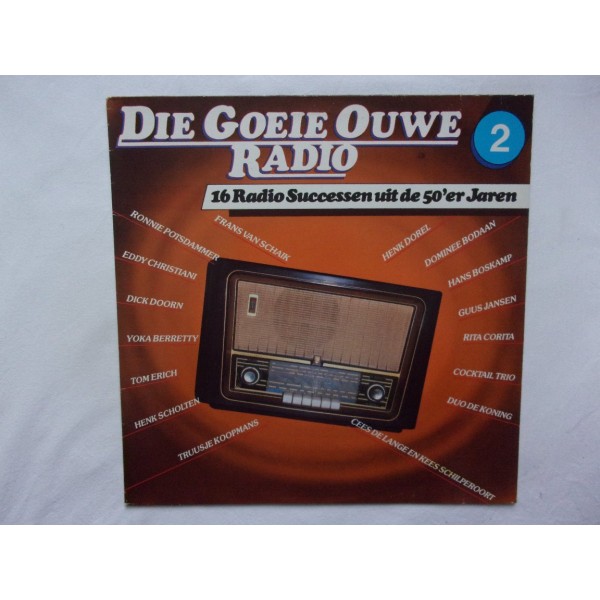 DIE GOEIE OUWE
RADIO
2
16 Radio Successen uit de 50'er Jaren
RONNIE POTSDAMMER
FRANS VAN SCHAIK
EDDY CHRISTIANI
DICK DOORN
YOKA BERRETTY
TOM ERICH
HENK SCHOLTEN
TRUUSJE KOOPMANS
HENK DOREL
DOMINEE BODAAN
HANS BOSKAMP
GUUS JANSEN
RITA CORITA
COCKTAIL TRIO
DUO DE KONING
CEES DE LANGE EN KEES SCHILPEROORT